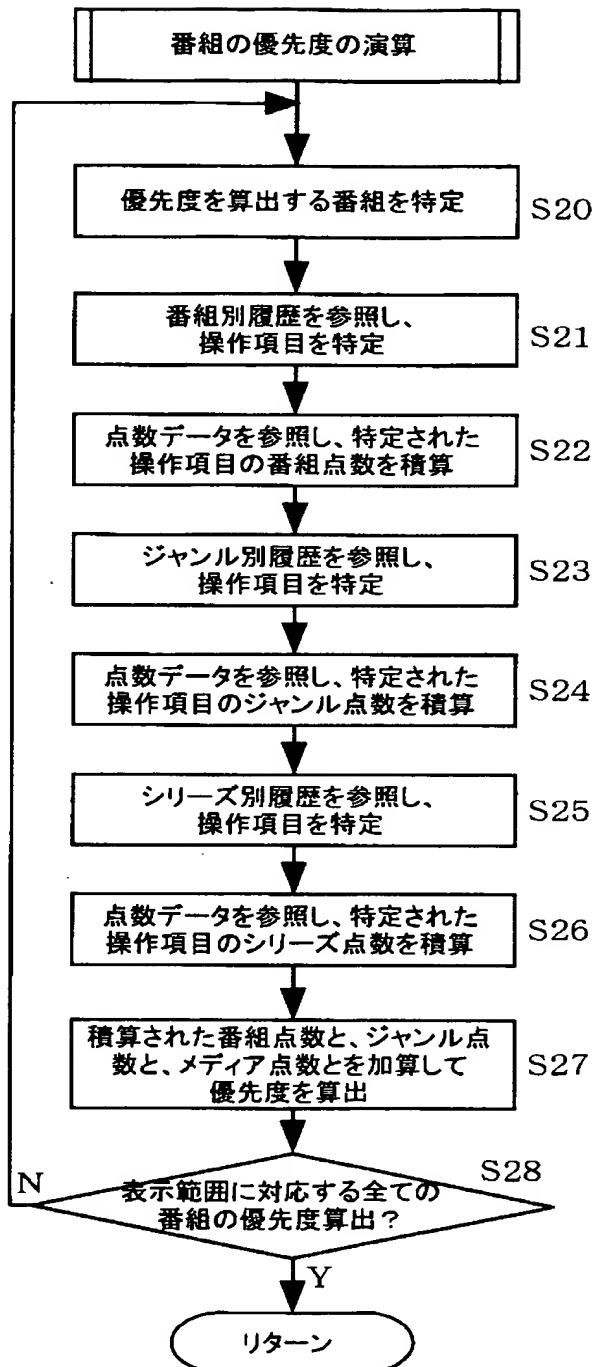 番組の優先度の演算
優先度を算出する番組を特定
S20
番組別履歴を参照し、
操作項目を特定
S21
点数データを参照し、特定された
操作項目の番組点数を積算
S22
ジャンル別履歴を参照し、
操作項目を特定
S23
点数データを参照し、特定された
操作項目のジャンル点数を積算
S24
シリーズ別履歴を参照し、
操作項目を特定
S25
点数データを参照し、特定された
操作項目のシリーズ点数を積算
S26
積算された番組点数と、ジャンル点
数と、メディア点数とを加算して
優先度を算出
S27
S28
N
表示範囲に対応する全ての
番組の優先度算出?
Y
リターン